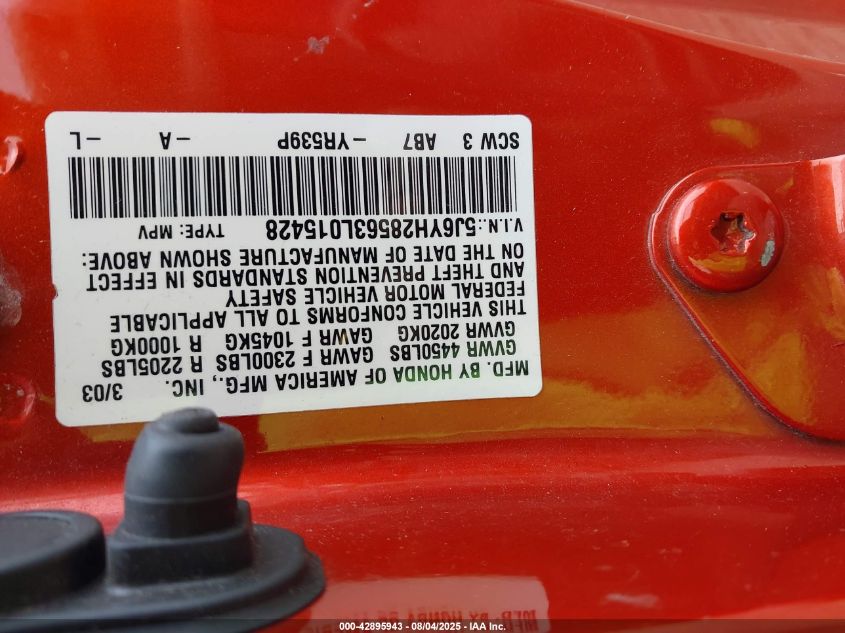 MFD. BY HONDA OF AMERICA MFG., INC. 3/03
GVWR 4450LBS GAWR F 2300LBS R 2205LBS
GVWR 2020KG GAWR F 1045KG R 1000KG
THIS VEHICLE CONFORMS TO ALL APPLICABLE
FEDERAL MOTOR VEHICLE SAFETY
AND THEFT PREVENTION STANDARDS IN EFFECT
ON THE DATE OF MANUFACTURE SHOWN ABOVE:
V.I.N.:5J6YH28563L015428 TYPE: MPV
SCW 3 AB7 –YR539P –A –L
000-42895943 - 08/04/2025 - IAA Inc.